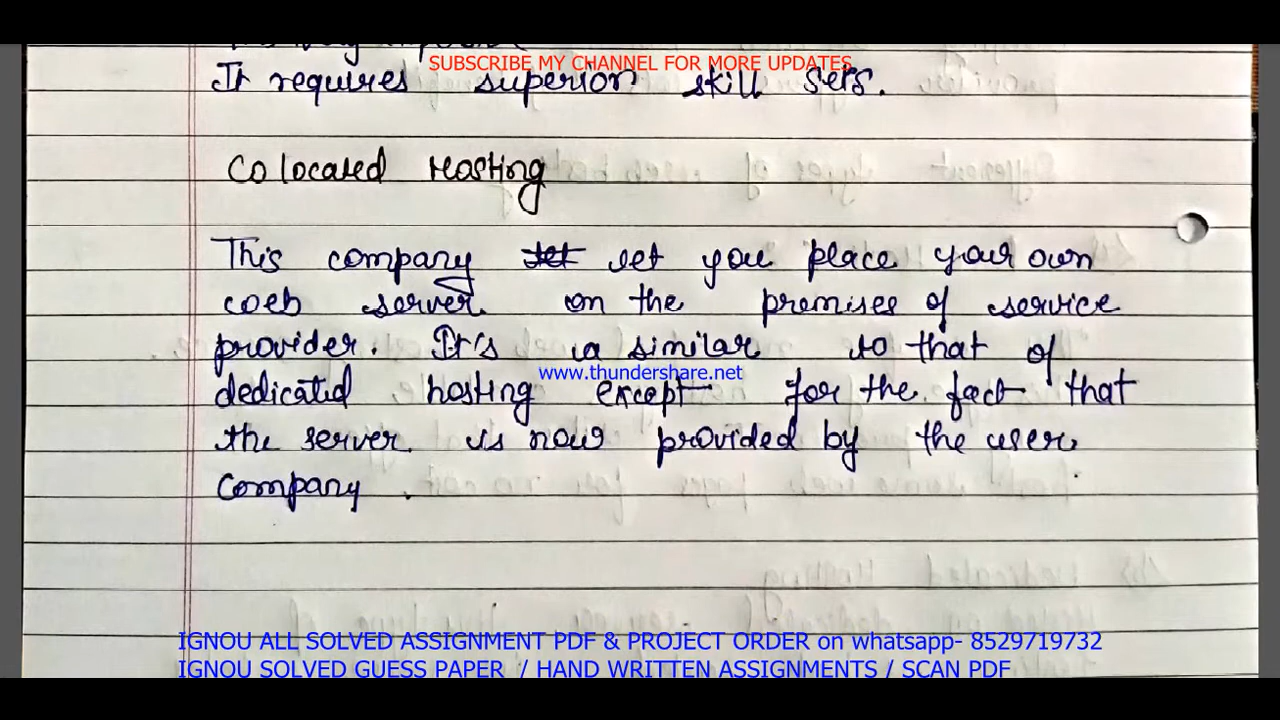 SUBSCRIBE MY CHANNEL FOR MORE UPDATES
It requires superior skill sets.
Colocated Hosting
This company let you place your own
web server on the premises of service
provider. It's is similar to that of
www.thundershare.net
dedicated hosting except for the fact that
the server is now provided by the user
company.
IGNOU ALL SOLVED ASSIGNMENT PDF & PROJECT ORDER on whatsapp- 8529719732
IGNOU SOLVED GUESS PAPER / HAND WRITTEN ASSIGNMENTS / SCAN PDF